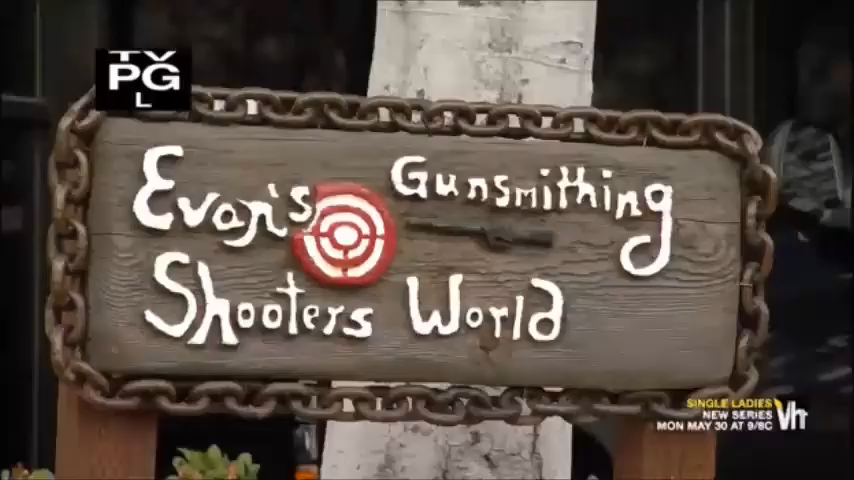 TV
PG
L
Evan's Gunsmithing
Shooters World
SINGLE LADIES
NEW SERIES
MON MAY 30 AT 9/8C
Vh1